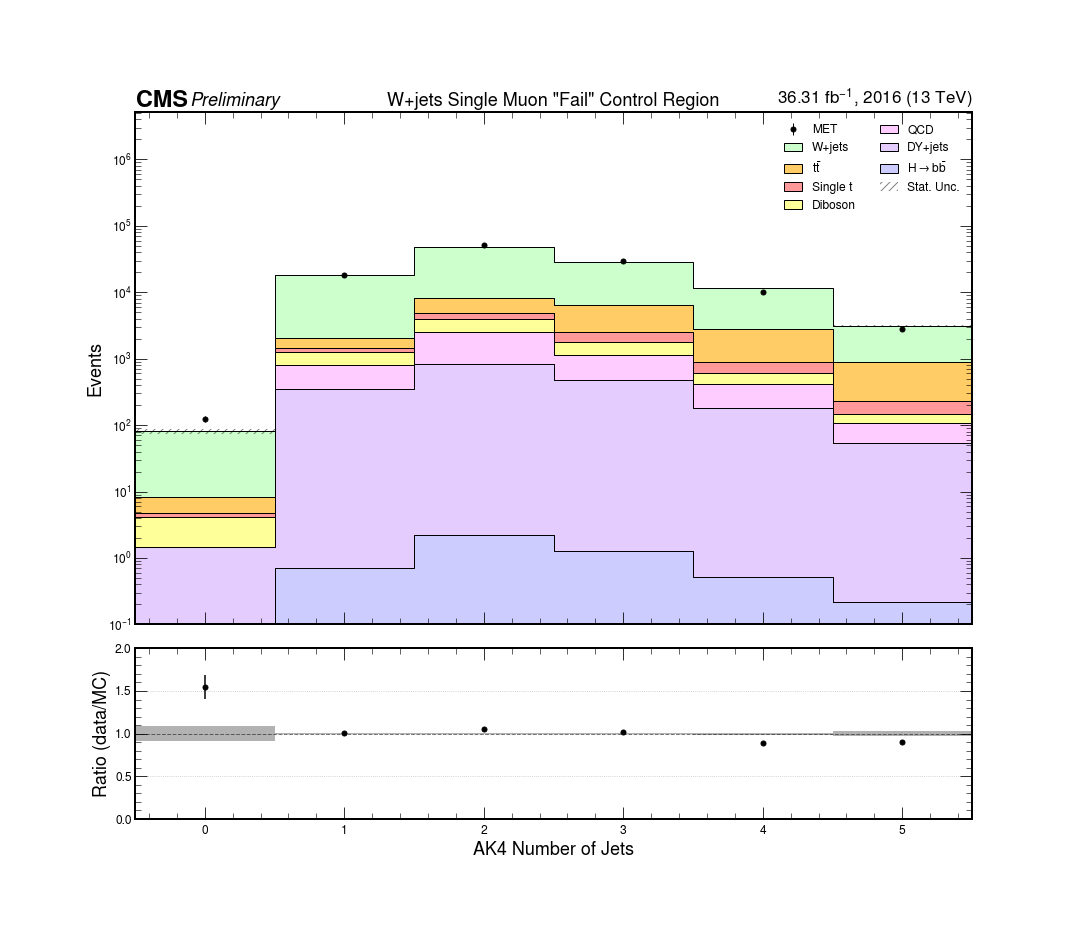 CMS Preliminary W+jets Single Muon "Fail" Control Region 36.31 fb⁻¹, 2016 (13 TeV)
MET QCD
W+jets DY+jets
tt̄ H→bb̄
Single t Stat. Unc.
Diboson
10⁶
10⁵
10⁴
10³
10²
10¹
10⁰
10⁻¹
Events
2.0
1.5
1.0
0.5
0.0
Ratio (data/MC)
0 1 2 3 4 5
AK4 Number of Jets